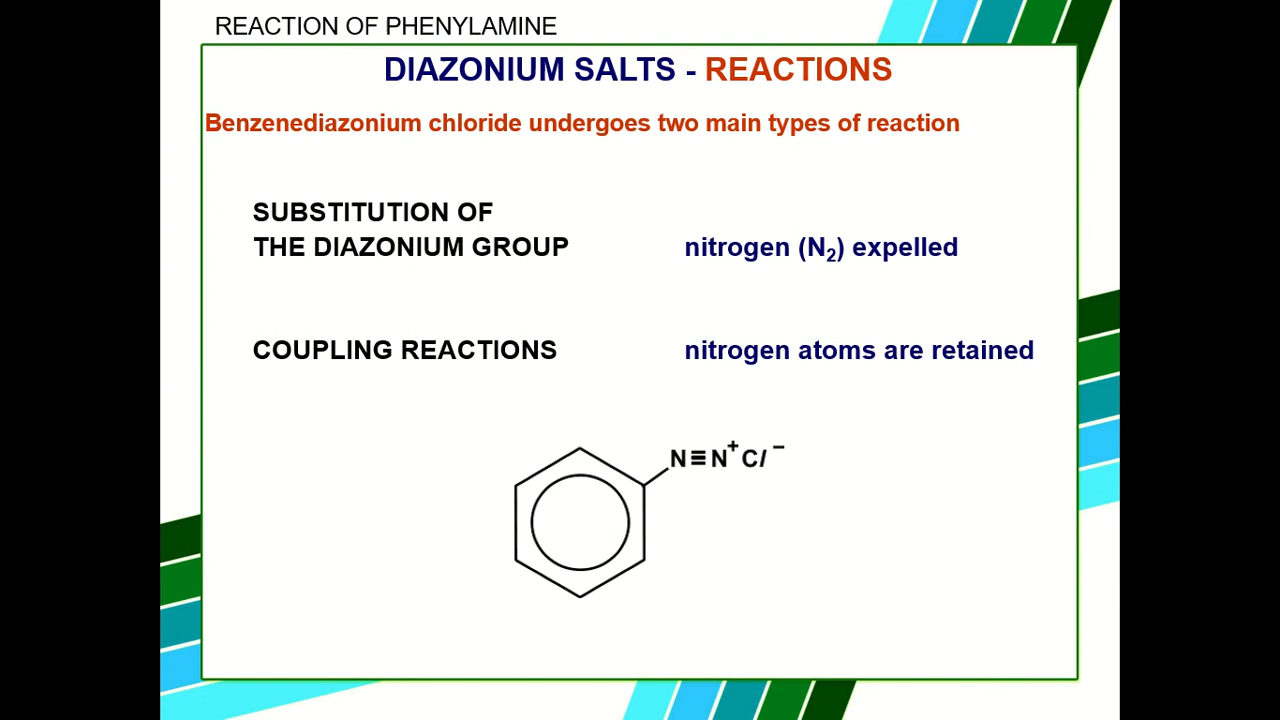 REACTION OF PHENYLAMINE
DIAZONIUM SALTS - REACTIONS
Benzenediazonium chloride undergoes two main types of reaction
SUBSTITUTION OF
THE DIAZONIUM GROUP nitrogen (N₂) expelled
COUPLING REACTIONS nitrogen atoms are retained
N≡N⁺Cl⁻